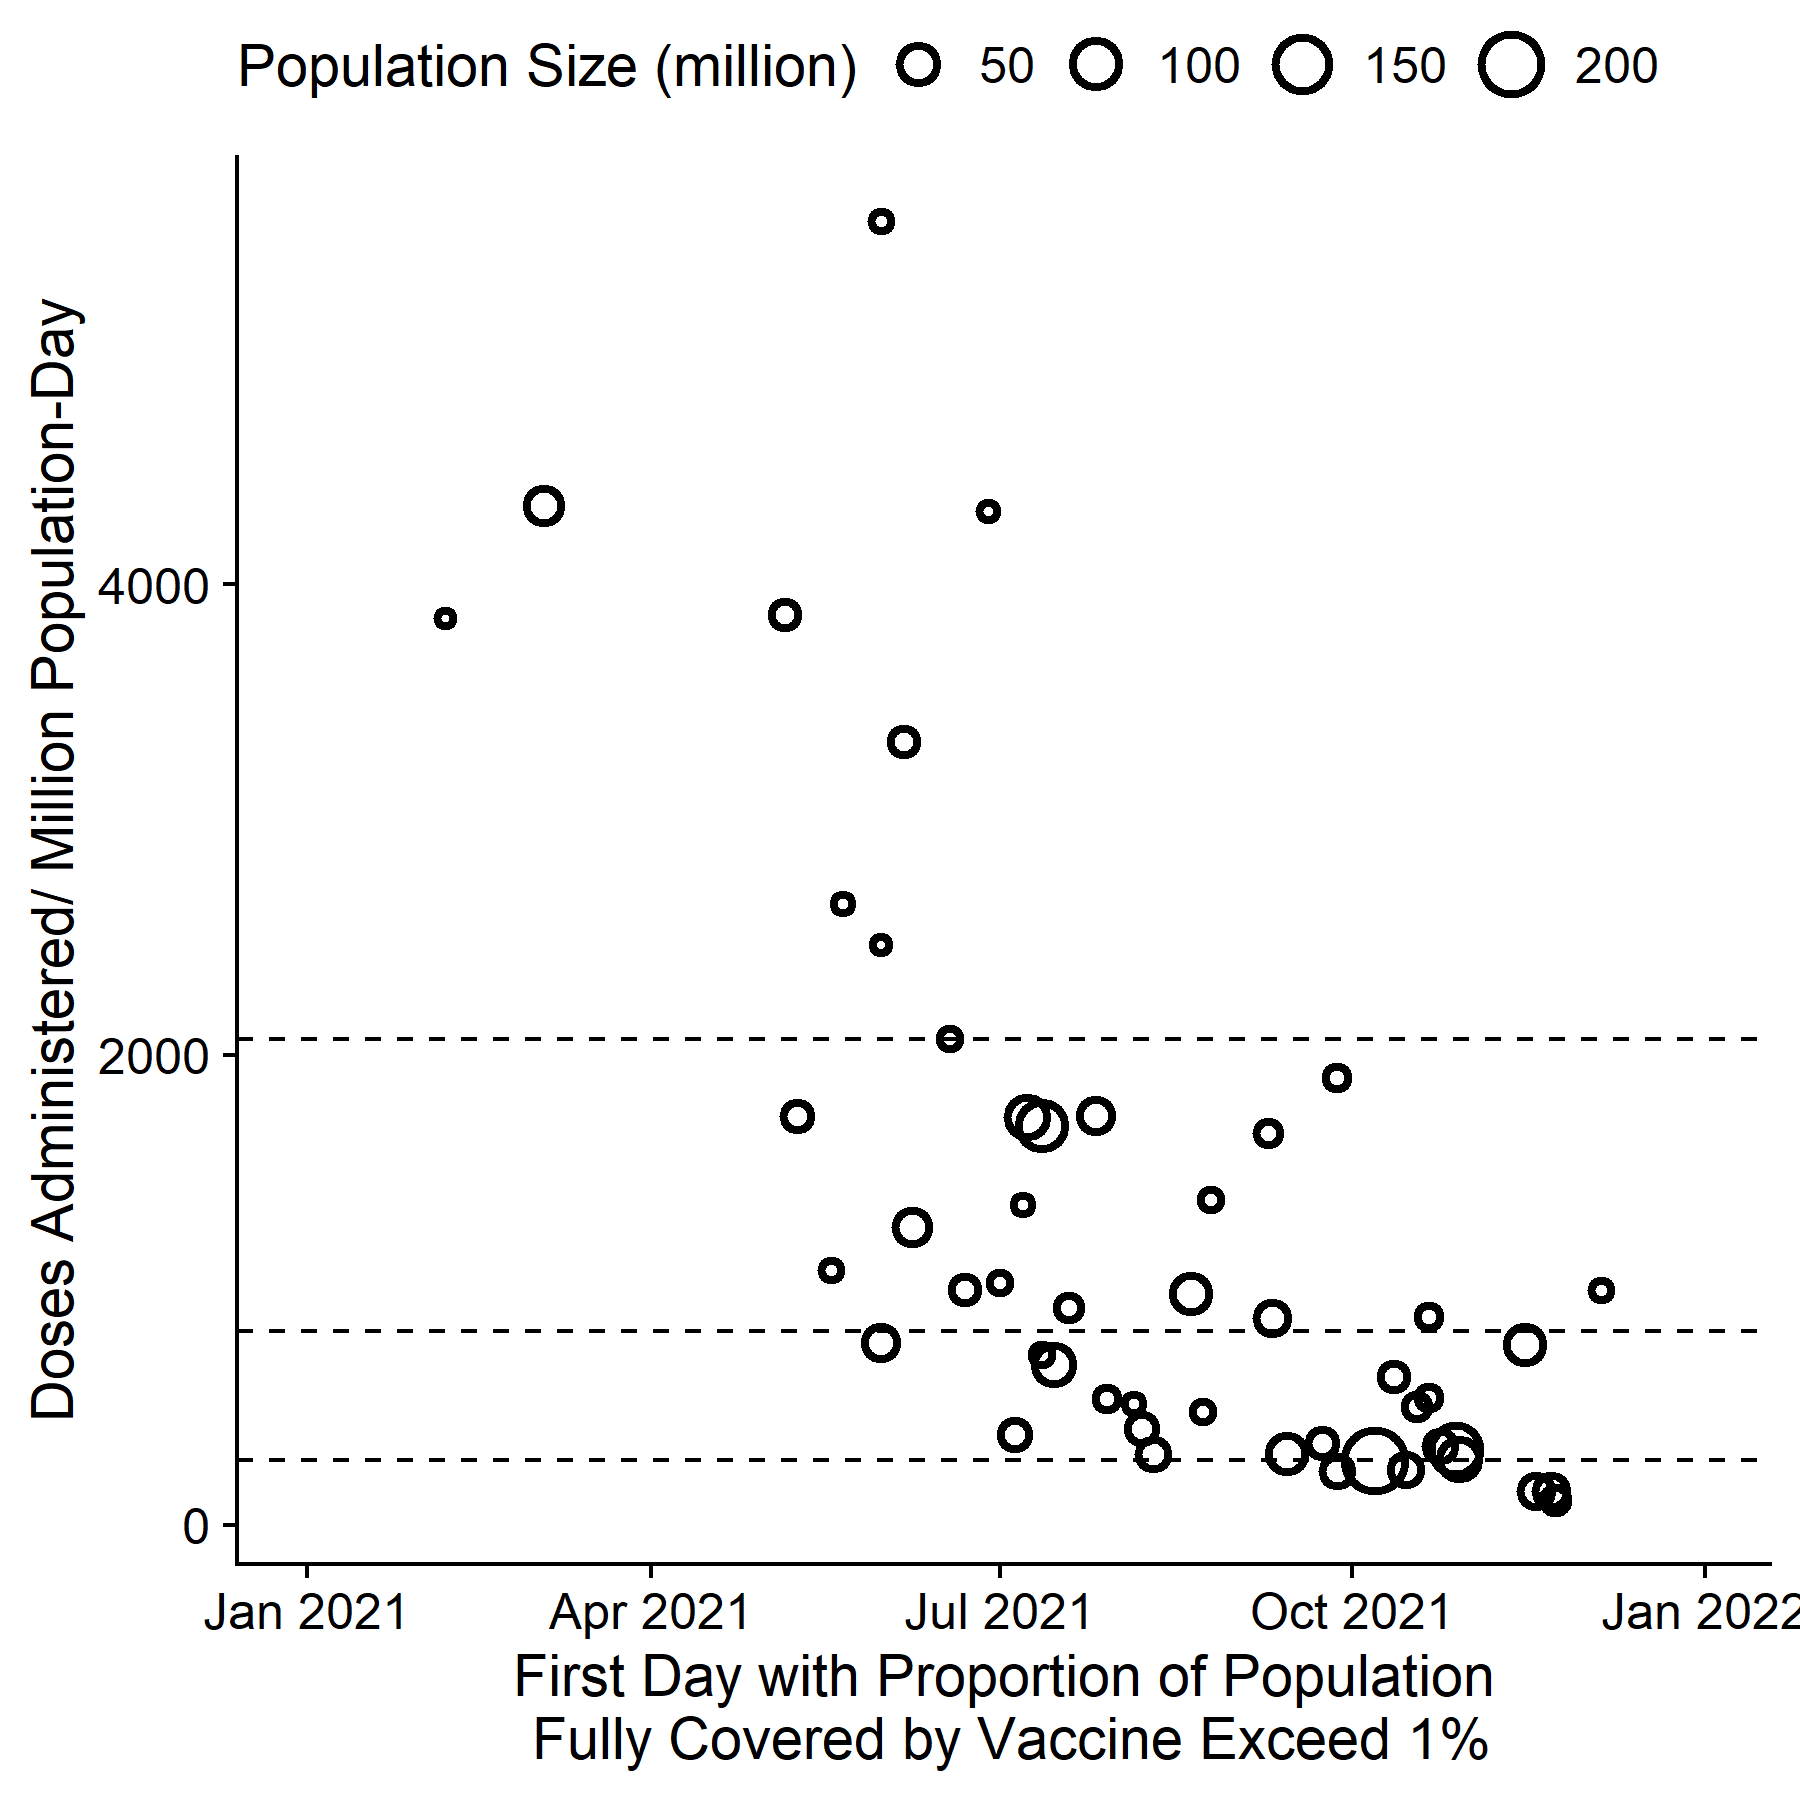 Population Size (million) 50 100 150 200
Doses Administered/ Million Population-Day
4000
2000
0
Jan 2021 Apr 2021 Jul 2021 Oct 2021 Jan 2022
First Day with Proportion of Population
Fully Covered by Vaccine Exceed 1%